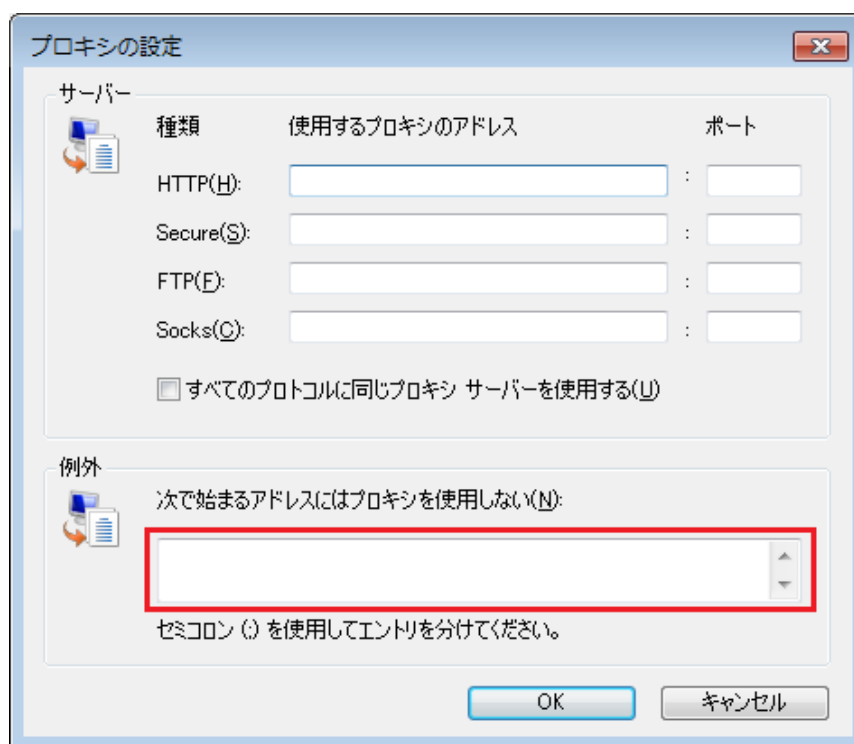 プロキシの設定
サーバー
種類 使用するプロキシのアドレス ポート
HTTP(H): :
Secure(S): :
FTP(F): :
Socks(C): :
すべてのプロトコルに同じプロキシ サーバーを使用する(U)
例外
次で始まるアドレスにはプロキシを使用しない(N):
セミコロン (;) を使用してエントリを分けてください。
OK キャンセル